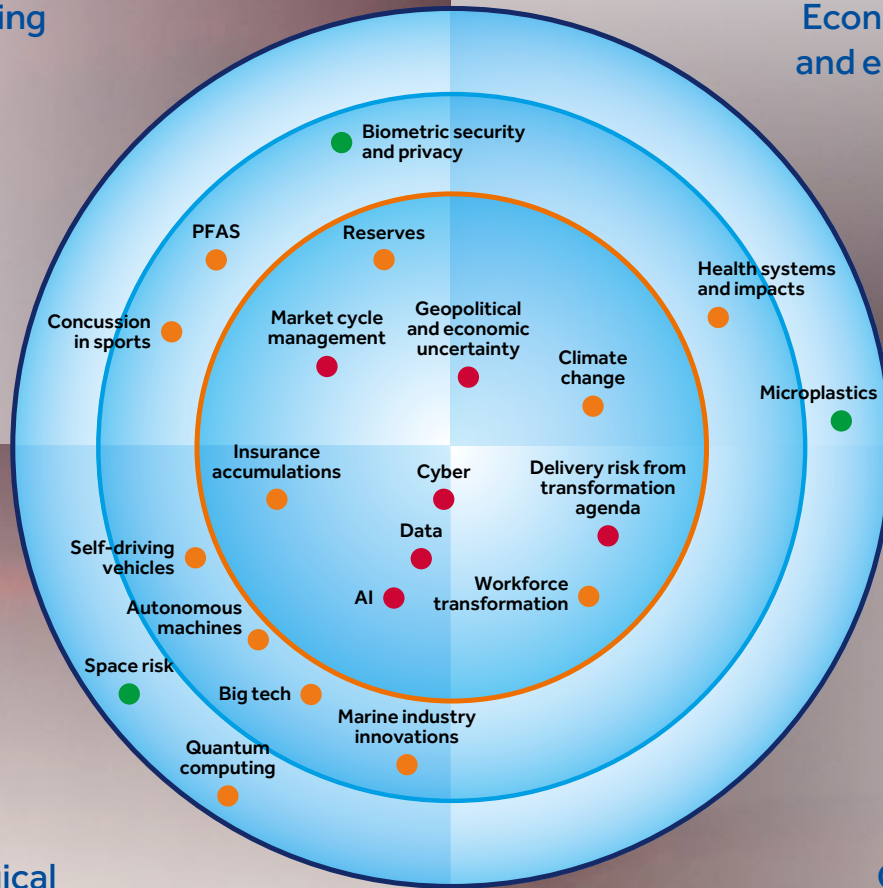 ing
Econ
and e
Biometric security
and privacy
PFAS
Reserves
Health systems
and impacts
Concussion
in sports
Market cycle
management
Geopolitical
and economic
uncertainty
Climate
change
Microplastics
Insurance
accumulations
Cyber
Delivery risk from
transformation
agenda
Data
Self-driving
vehicles
AI
Workforce
transformation
Autonomous
machines
Space risk
Big tech
Marine industry
innovations
Quantum
computing
ical